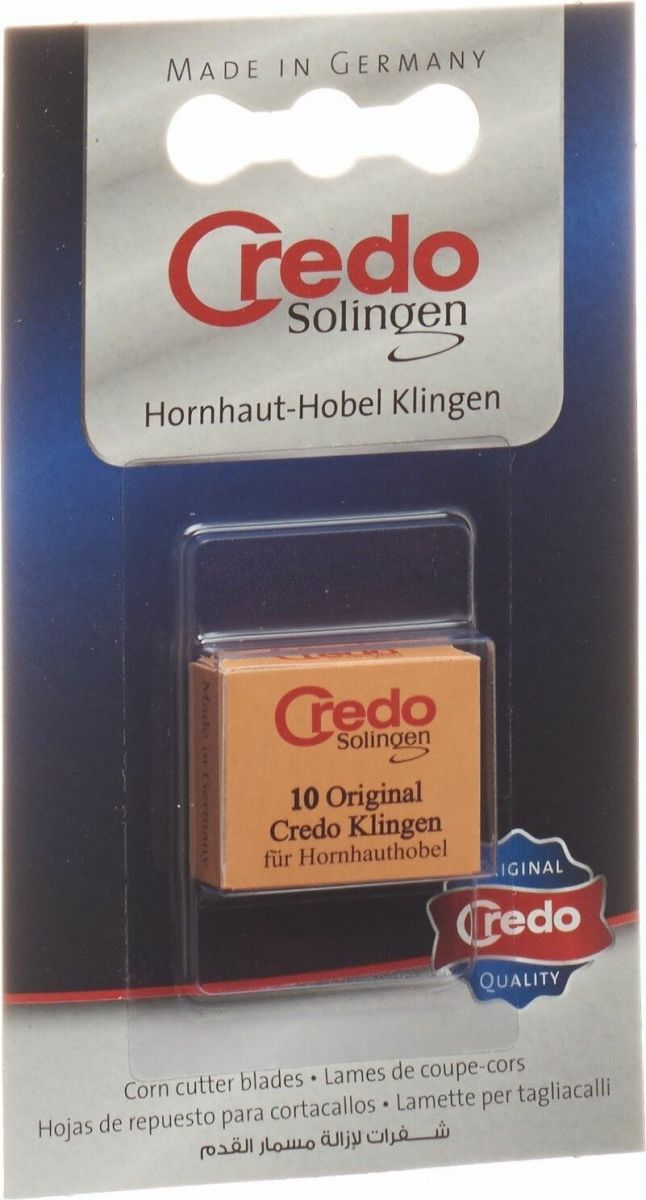 MADE IN GERMANY
Credo
Solingen
Hornhaut-Hobel Klingen
Credo
Made in Germany
Credo
Solingen
10 Original
Credo Klingen
für Hornhauthobel
ORIGINAL
Credo
QUALITY
Corn cutter blades • Lames de coupe-cors
Hojas de repuesto para cortacallos • Lamette per tagliacalli
شفرات لإزالة مسمار القدم